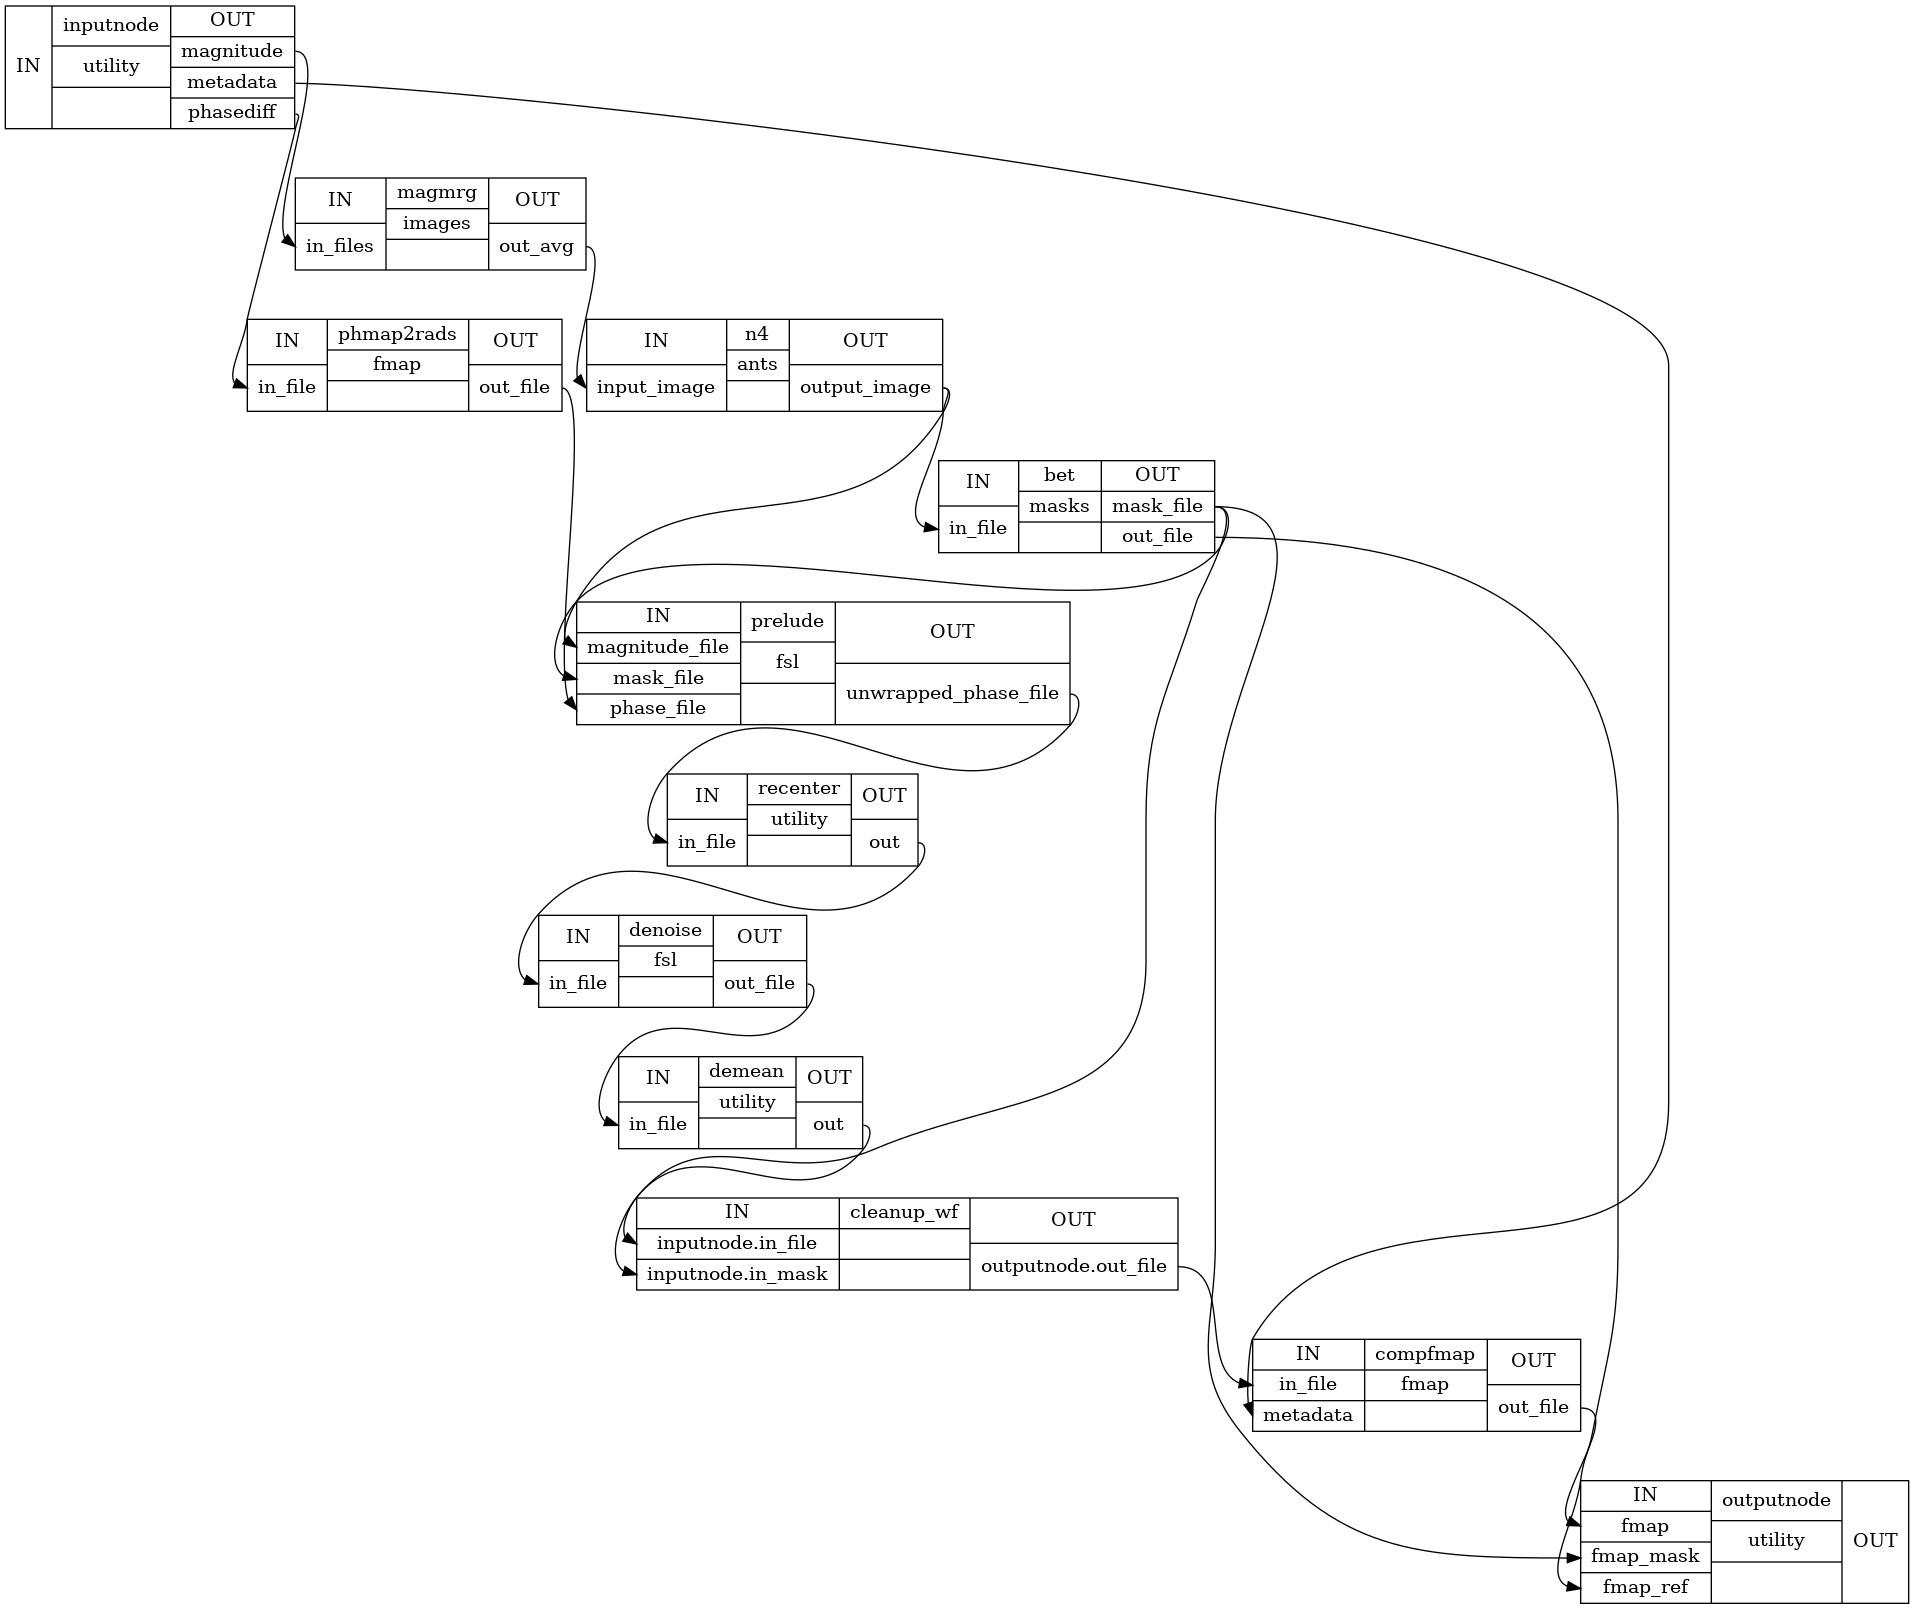 IN
inputnode
utility
OUT
magnitude
metadata
phasediff
IN
in_files
magmrg
images
OUT
out_avg
IN
in_file
phmap2rads
fmap
OUT
out_file
IN
input_image
n4
ants
OUT
output_image
IN
in_file
bet
masks
OUT
mask_file
out_file
IN
magnitude_file
mask_file
phase_file
prelude
fsl
OUT
unwrapped_phase_file
IN
in_file
recenter
utility
OUT
out
IN
in_file
denoise
fsl
OUT
out_file
IN
in_file
demean
utility
OUT
out
IN
inputnode.in_file
inputnode.in_mask
cleanup_wf
OUT
outputnode.out_file
IN
in_file
metadata
compfmap
fmap
OUT
out_file
IN
fmap
fmap_mask
fmap_ref
outputnode
utility
OUT